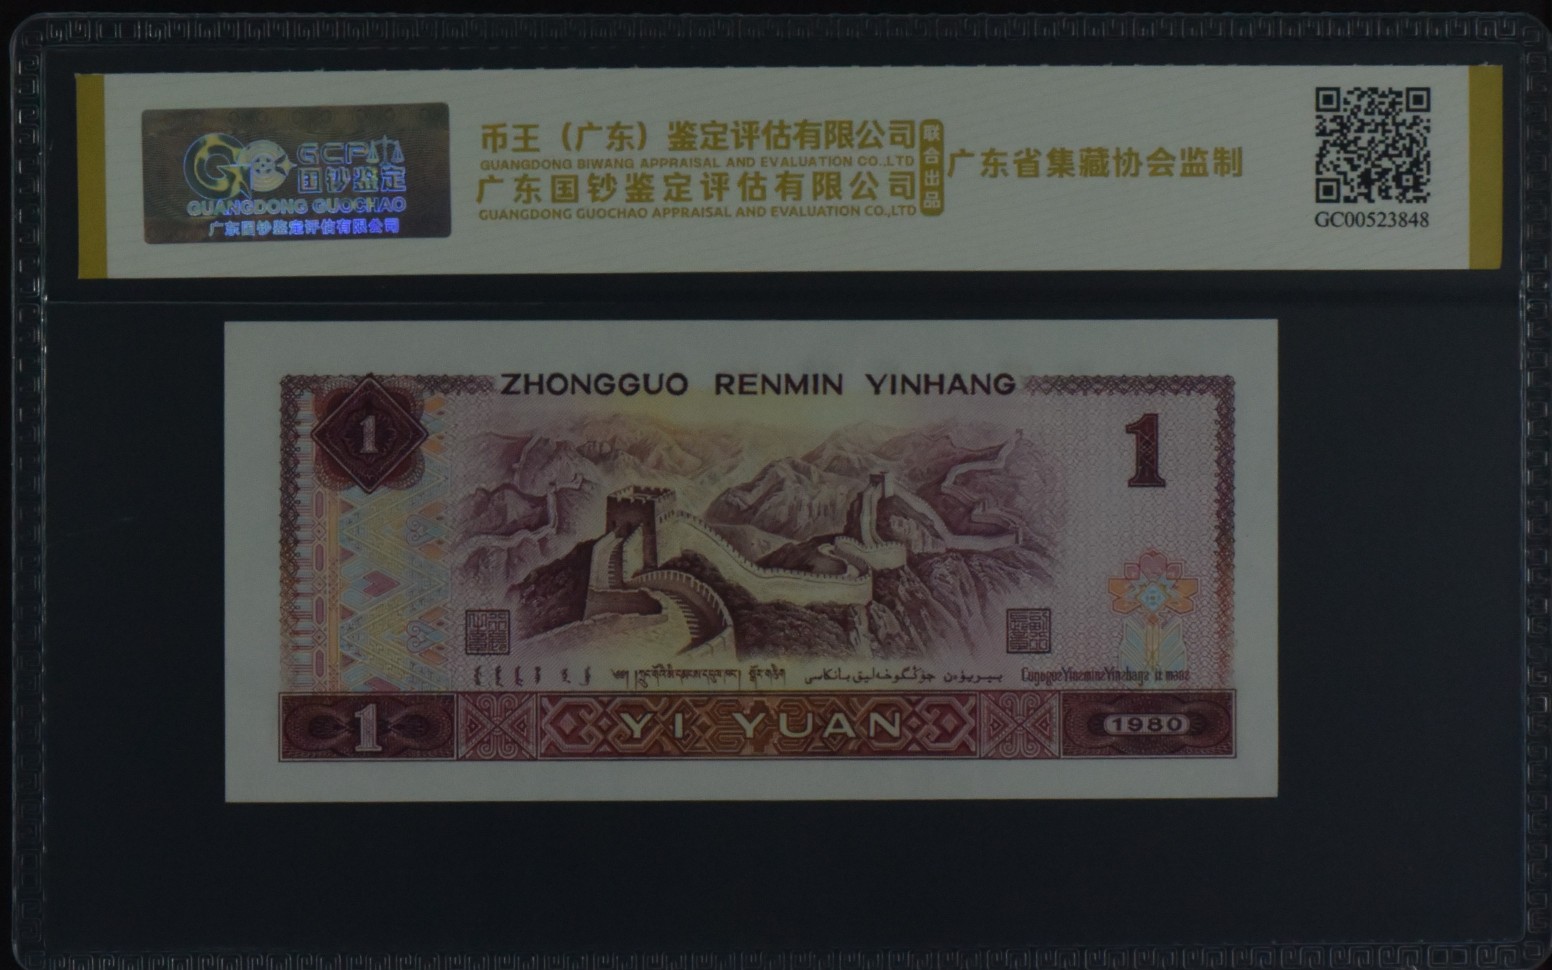 GCP
国钞鉴定
GUANGDONG GUOCHAO
广东国钞鉴定评估有限公司
币王（广东）鉴定评估有限公司
GUANGDONG BIWANG APPRAISAL AND EVALUATION CO.,LTD
广东国钞鉴定评估有限公司
GUANGDONG GUOCHAO APPRAISAL AND EVALUATION CO.,LTD
联合出品
广东省集藏协会监制
GC00523848
ZHONGGUO RENMIN YINHANG
1
1
1
YI YUAN
1980